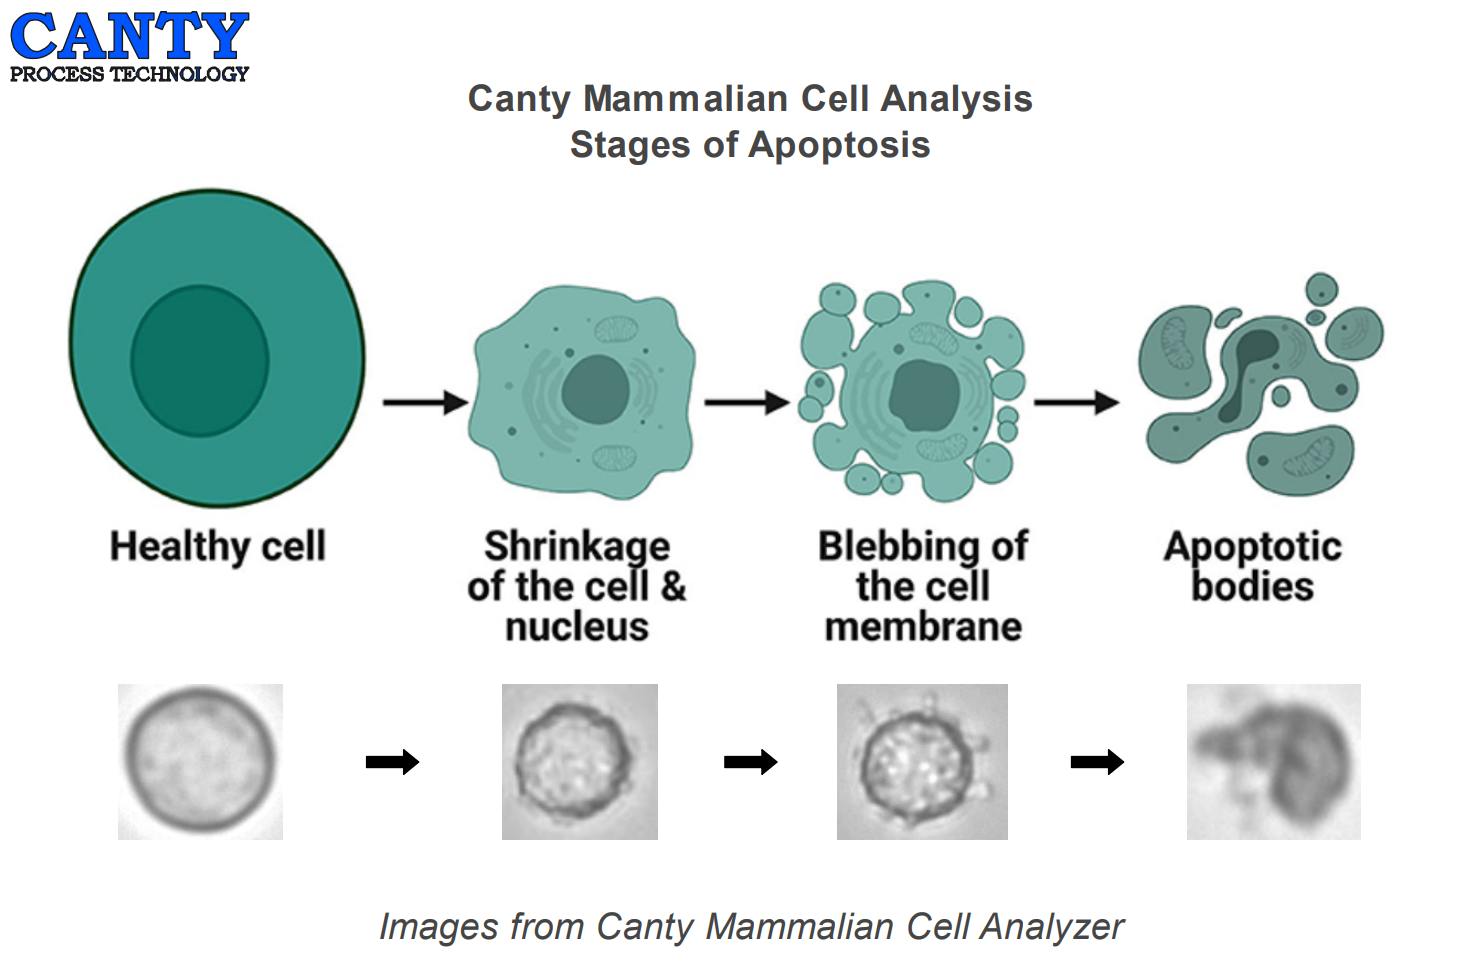 CANTY
PROCESS TECHNOLOGY
Canty Mammalian Cell Analysis
Stages of Apoptosis
Healthy cell
Shrinkage
of the cell &
nucleus
Blebbing of
the cell
membrane
Apoptotic
bodies
Images from Canty Mammalian Cell Analyzer